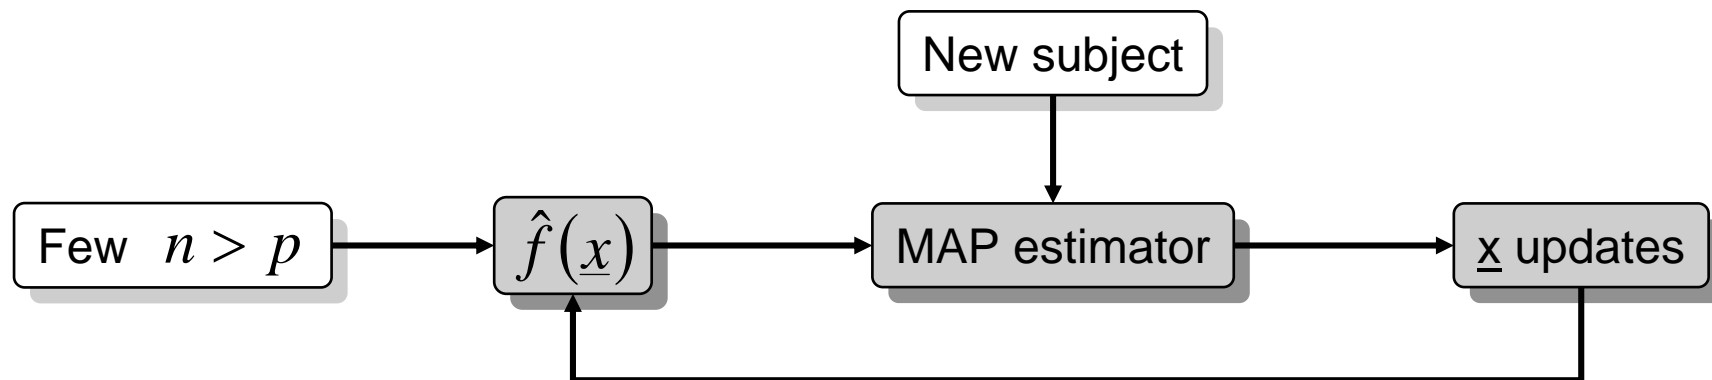 New subject
Few n > p
f̂(x̲)
MAP estimator
x̲ updates